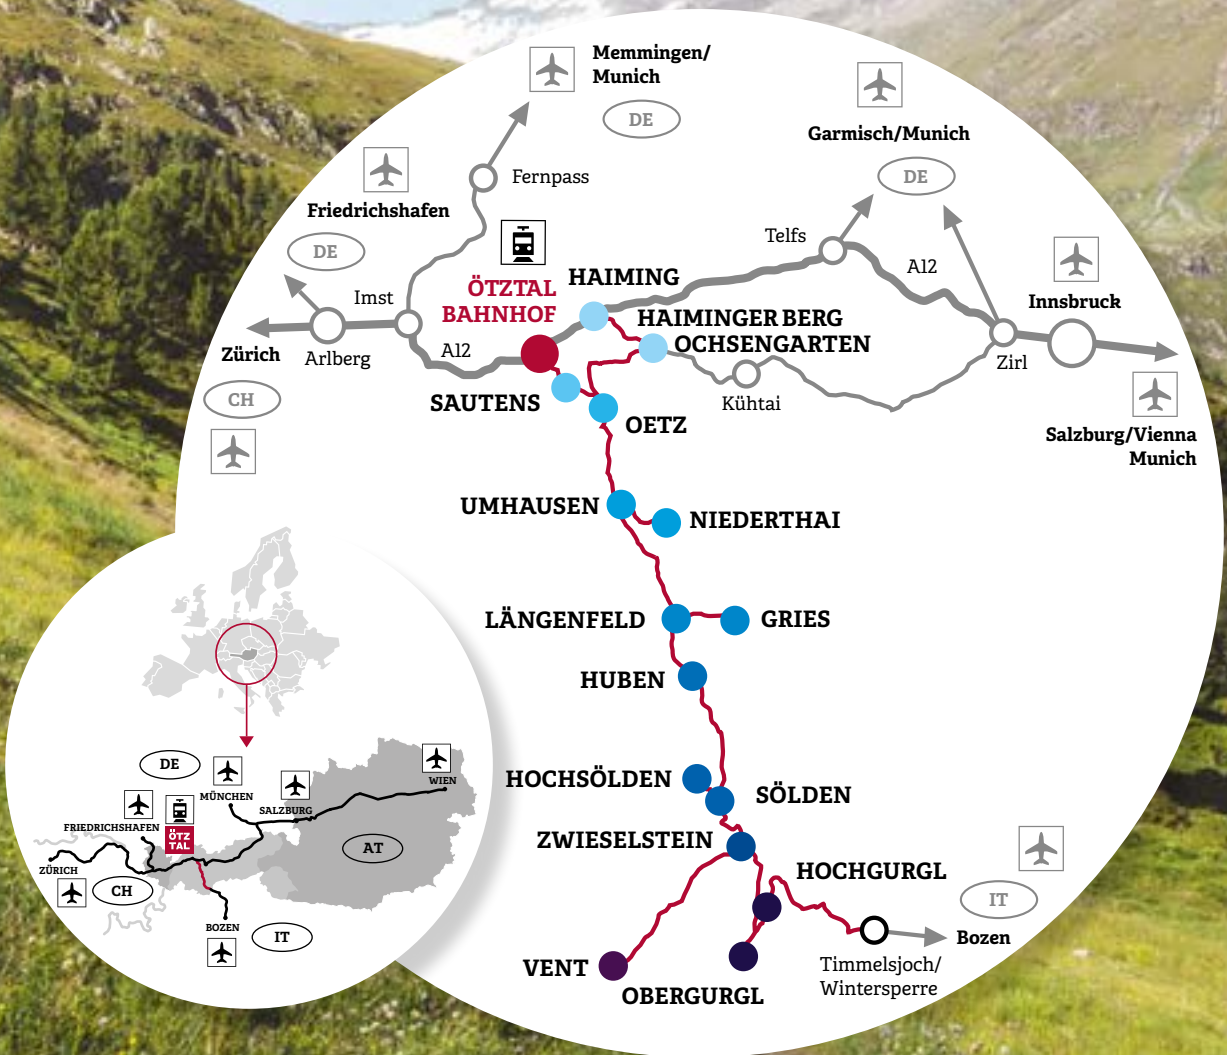 Memmingen/
Munich
DE
Garmisch/Munich
DE
Fernpass
Friedrichshafen
DE
Telfs
A12
Innsbruck
ÖTZTAL
BAHNHOF
HAIMING
Imst
HAIMINGER BERG
OCHSENGARTEN
Zürich
Arlberg
A12
Zirl
CH
SAUTENS
Kühtai
OETZ
Salzburg/Vienna
Munich
UMHAUSEN
NIEDERTHAI
LÄNGENFELD
GRIES
HUBEN
HOCHSÖLDEN
SÖLDEN
ZWIESELSTEIN
HOCHGURGL
IT
Bozen
VENT
OBERGURGL
Timmelsjoch/
Wintersperre
DE
MÜNCHEN
SALZBURG
WIEN
FRIEDRICHSHAFEN
ÖTZ
TAL
AT
ZÜRICH
CH
BOZEN
IT